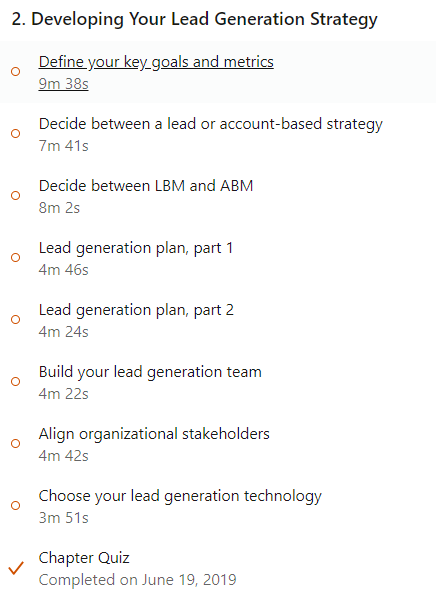 2. Developing Your Lead Generation Strategy
Define your key goals and metrics
9m 38s
Decide between a lead or account-based strategy
7m 41s
Decide between LBM and ABM
8m 2s
Lead generation plan, part 1
4m 46s
Lead generation plan, part 2
4m 24s
Build your lead generation team
4m 22s
Align organizational stakeholders
4m 42s
Choose your lead generation technology
3m 51s
Chapter Quiz
Completed on June 19, 2019